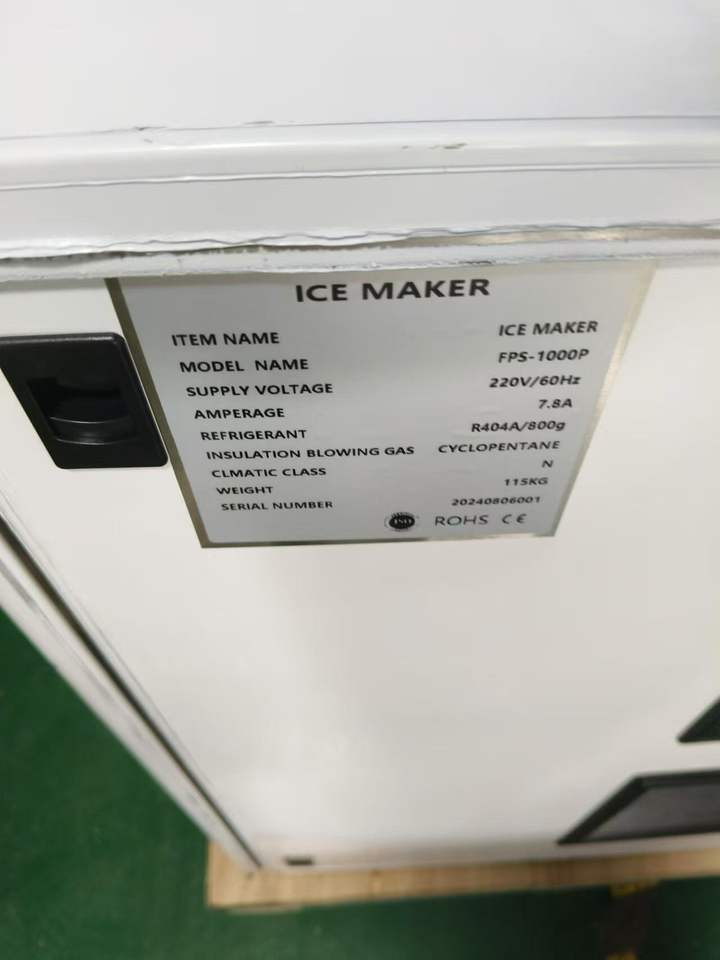 ICE MAKER
ITEM NAME ICE MAKER
MODEL NAME FPS-1000P
SUPPLY VOLTAGE 220V/60Hz
AMPERAGE 7.8A
REFRIGERANT R404A/800g
INSULATION BLOWING GAS CYCLOPENTANE
CLMATIC CLASS N
WEIGHT 115KG
SERIAL NUMBER 20240806001
ISO ROHS CE